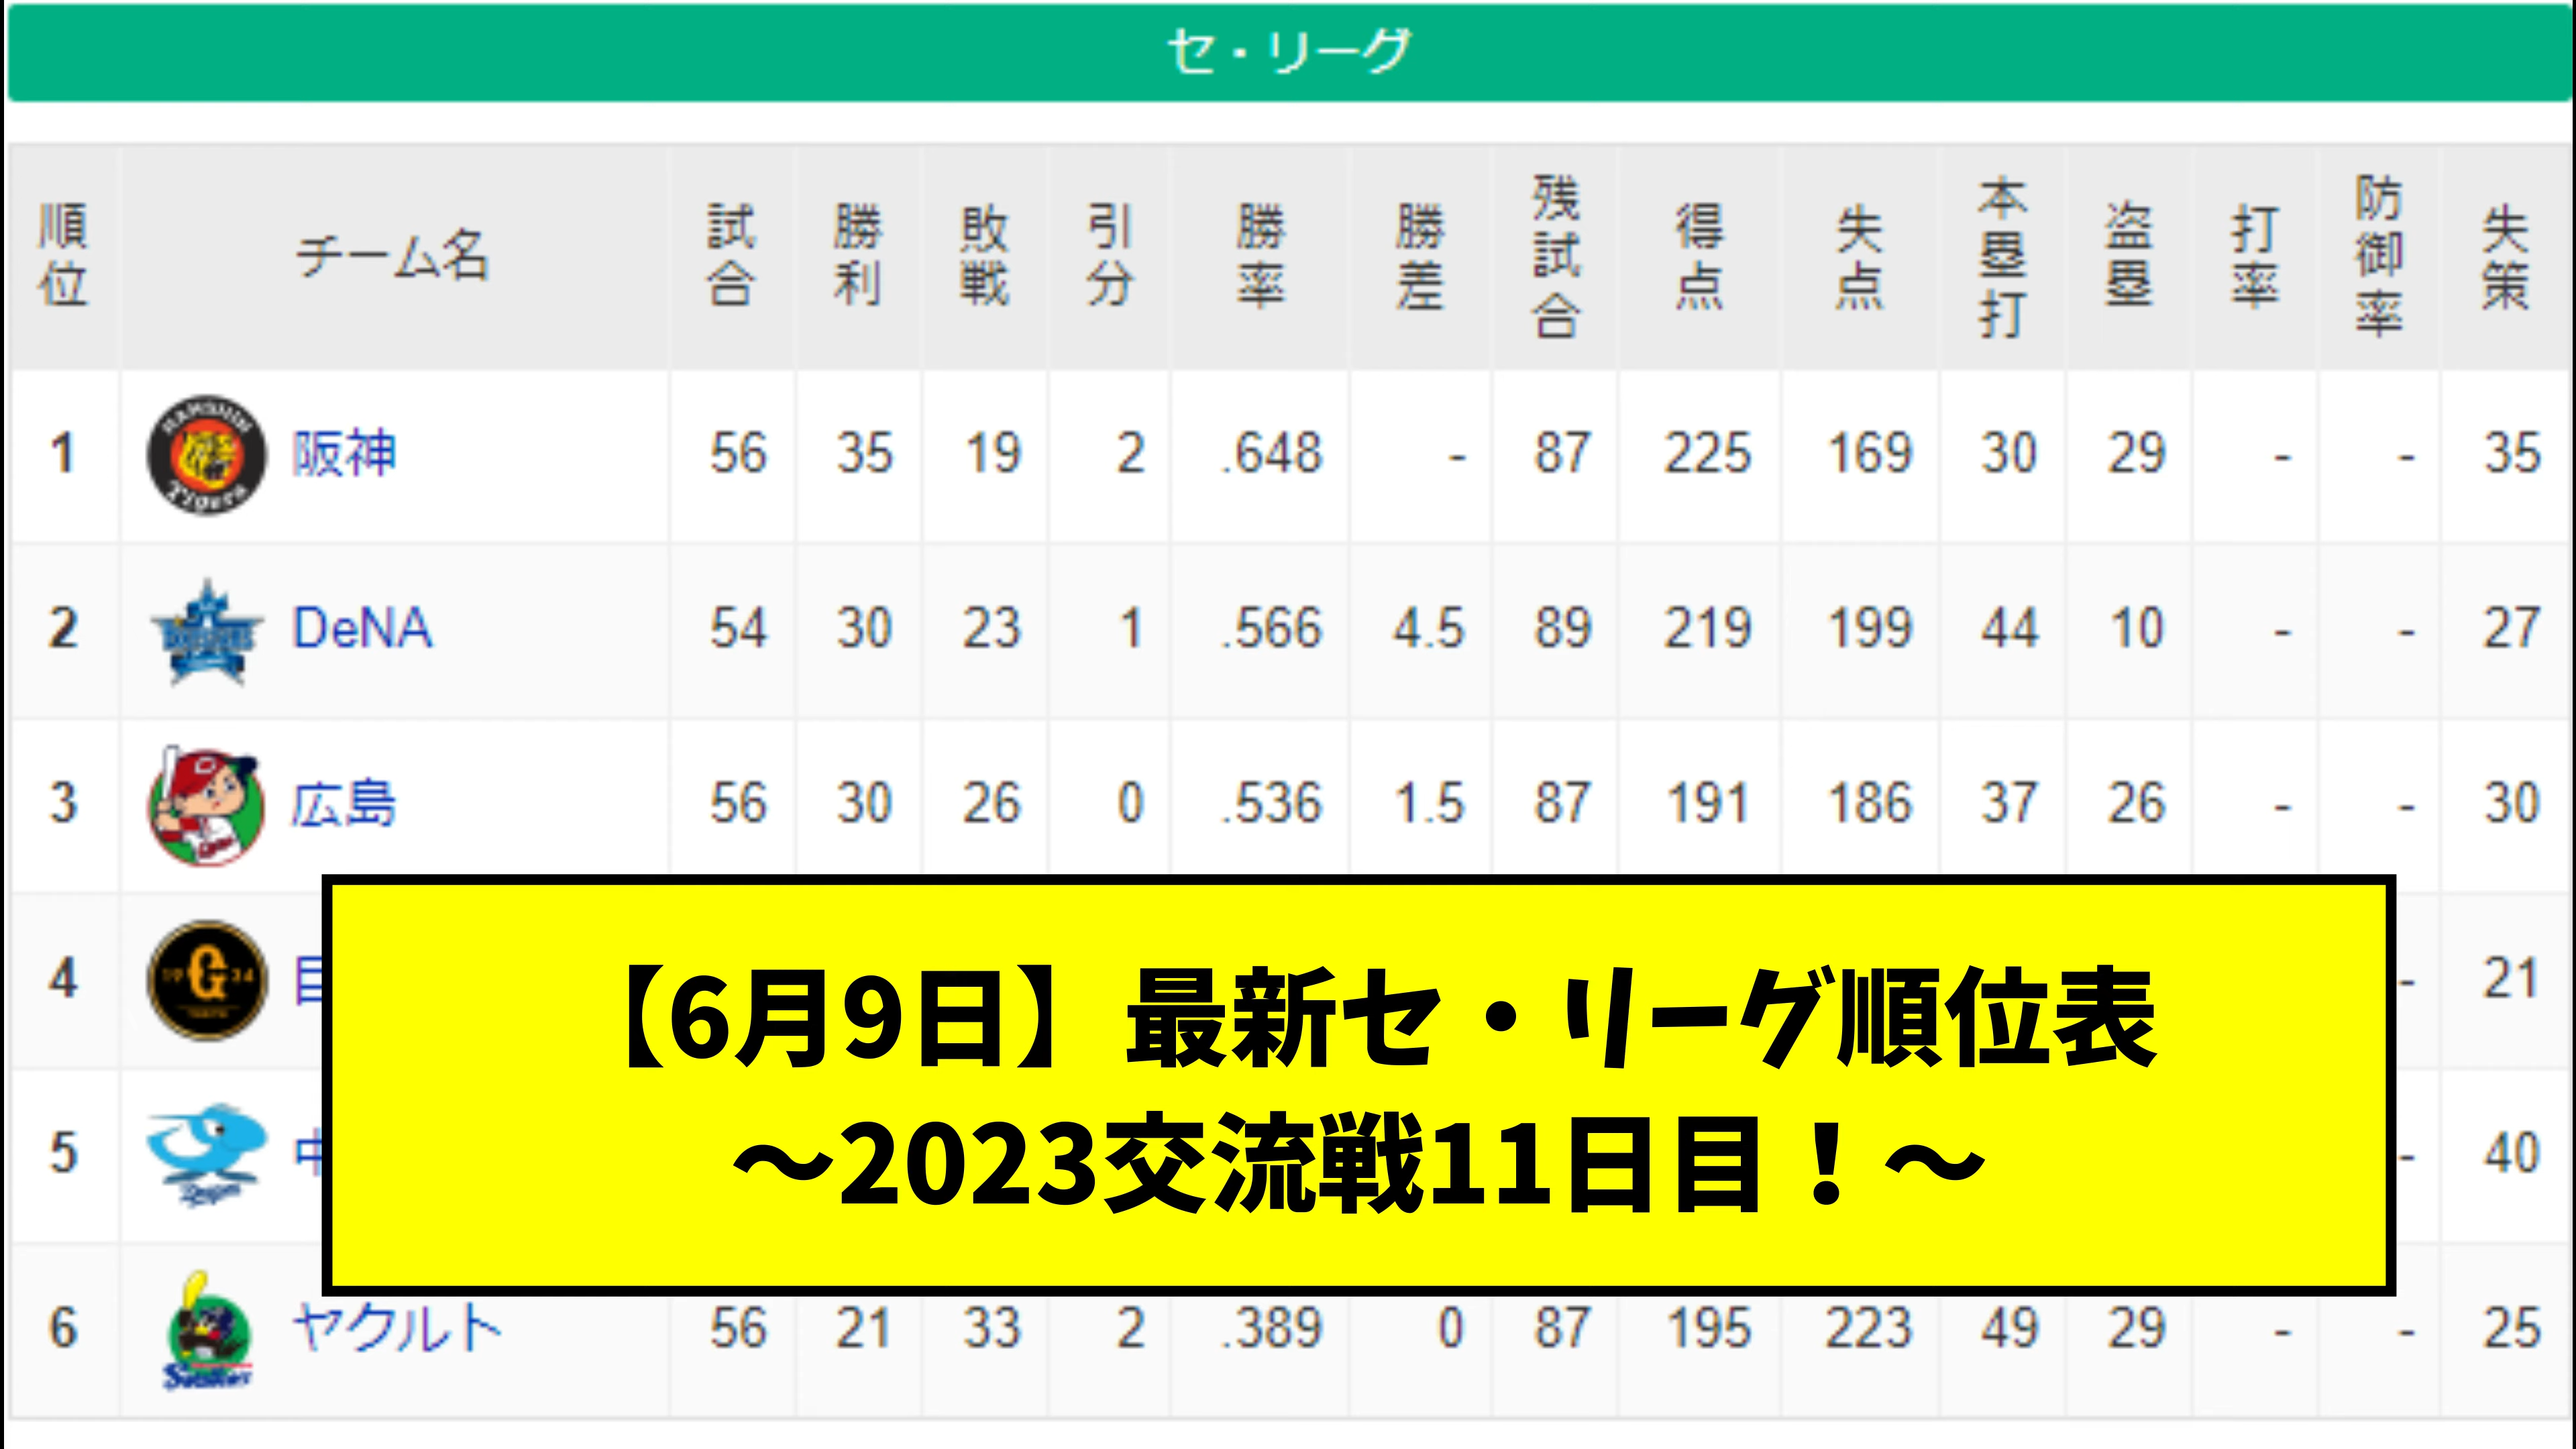 セ・リーグ
順位 チーム名 試合 勝利 敗戦 引分 勝率 勝差 残試合 得点 失点 本塁打 盗塁 打率 防御率 失策
1 HANSHIN Tigers 阪神 56 35 19 2 .648 - 87 225 169 30 29 - - 35
2 DeNA 54 30 23 1 .566 4.5 89 219 199 44 10 - - 27
3 広島 56 30 26 0 .536 1.5 87 191 186 37 26 - - 30
4 19 G 34 - 21
5 - 40
6 ヤクルト 56 21 33 2 .389 0 87 195 223 49 29 - - 25
【6月9日】最新セ・リーグ順位表
～2023交流戦11日目！～